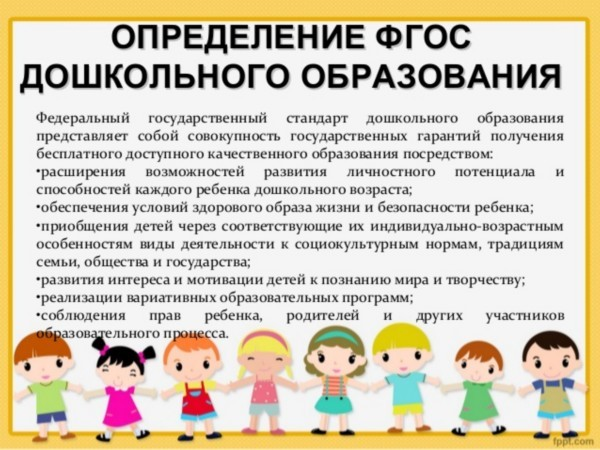 ОПРЕДЕЛЕНИЕ ФГОС
ДОШКОЛЬНОГО ОБРАЗОВАНИЯ
Федеральный государственный стандарт дошкольного образования
представляет собой совокупность государственных гарантий получения
бесплатного доступного качественного образования посредством:
•расширения возможностей развития личностного потенциала и
способностей каждого ребенка дошкольного возраста;
•обеспечения условий здорового образа жизни и безопасности ребенка;
•приобщения детей через соответствующие их индивидуально-возрастным
особенностям виды деятельности к социокультурным нормам, традициям
семьи, общества и государства;
•развития интереса и мотивации детей к познанию мира и творчеству;
•реализации вариативных образовательных программ;
•соблюдения прав ребенка, родителей и других участников
образовательного процесса.
fppt.com